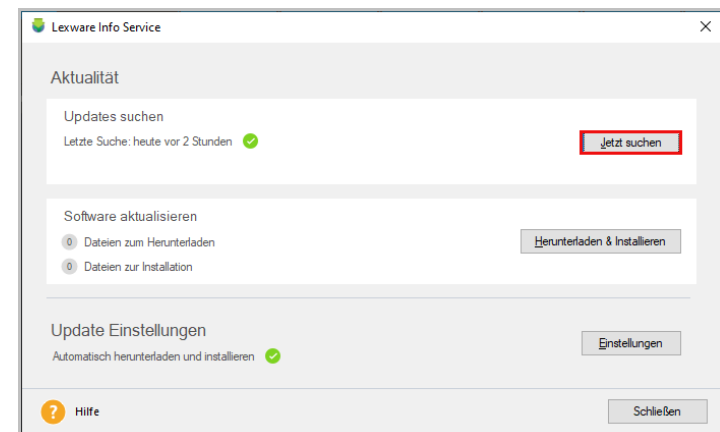 Lexware Info Service
Aktualität
Updates suchen
Letzte Suche: heute vor 2 Stunden
Jetzt suchen
Software aktualisieren
0 Dateien zum Herunterladen
Herunterladen & Installieren
0 Dateien zur Installation
Update Einstellungen
Einstellungen
Automatisch herunterladen und installieren
? Hilfe
Schließen